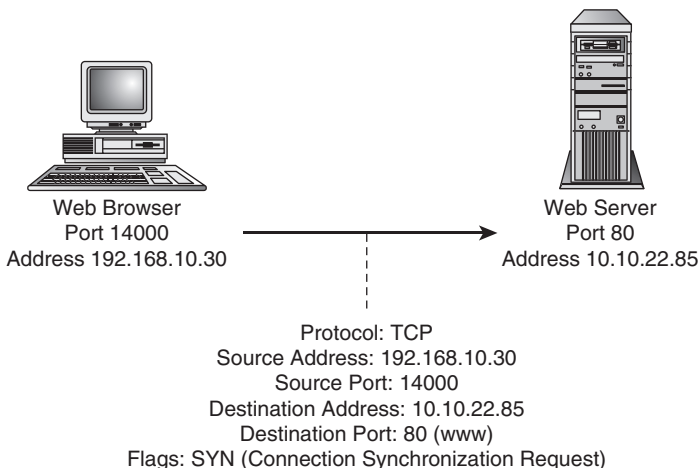 Web Browser
Port 14000
Address 192.168.10.30
Web Server
Port 80
Address 10.10.22.85
Protocol: TCP
Source Address: 192.168.10.30
Source Port: 14000
Destination Address: 10.10.22.85
Destination Port: 80 (www)
Flags: SYN (Connection Synchronization Request)